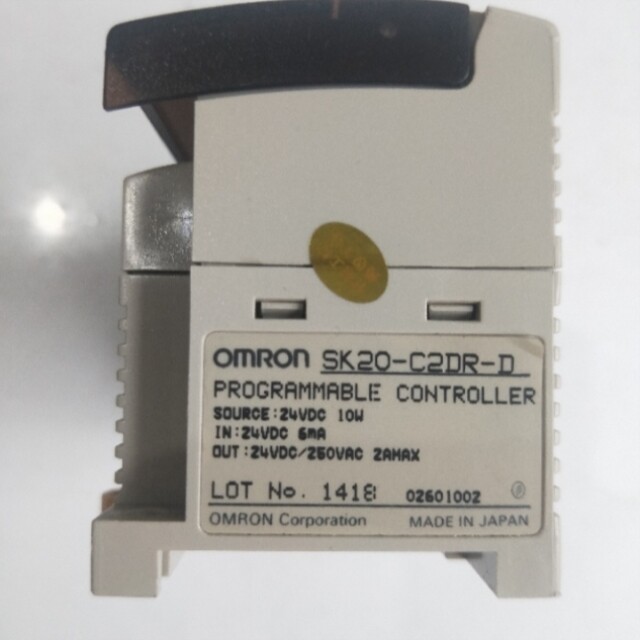 OMRON SK20-C2DR-D
PROGRAMMABLE CONTROLLER
SOURCE:24VDC 10W
IN:24VDC 6mA
OUT:24VDC/250VAC 2AMAX
LOT No. 1418 02601002
OMRON Corporation MADE IN JAPAN